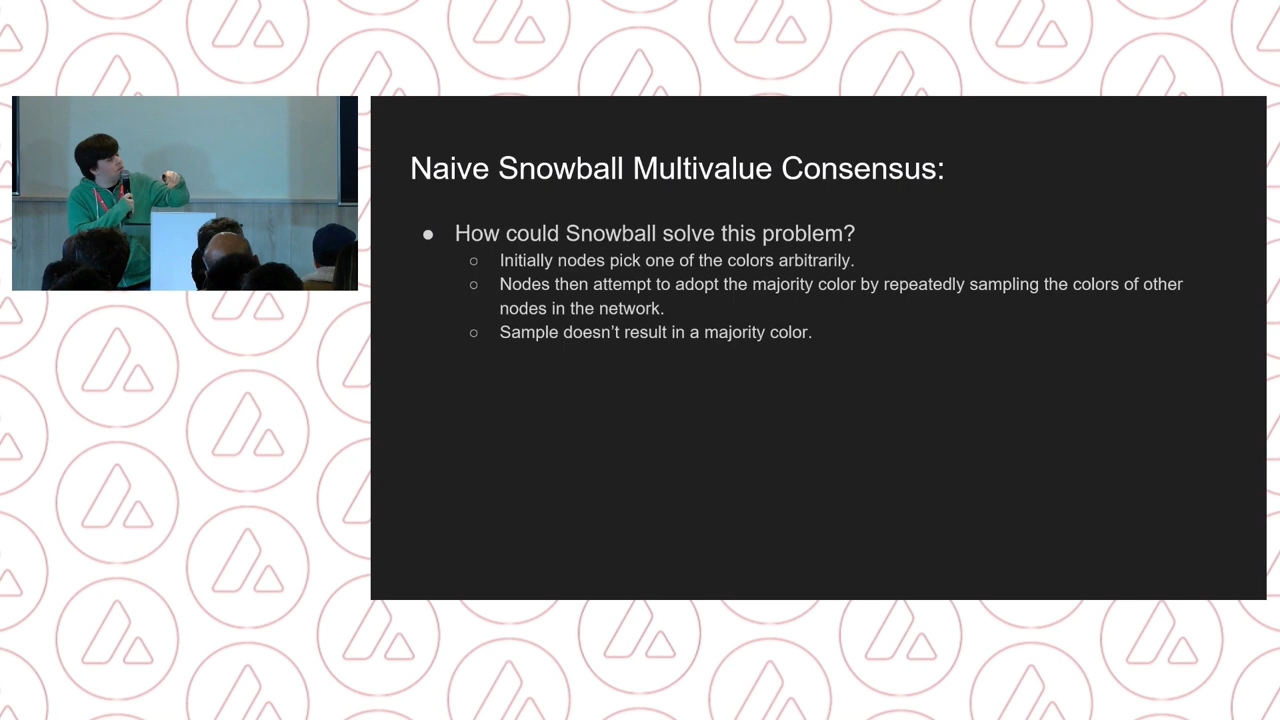 Naive Snowball Multivalue Consensus:
● How could Snowball solve this problem?
○ Initially nodes pick one of the colors arbitrarily.
○ Nodes then attempt to adopt the majority color by repeatedly sampling the colors of other
nodes in the network.
○ Sample doesn’t result in a majority color.